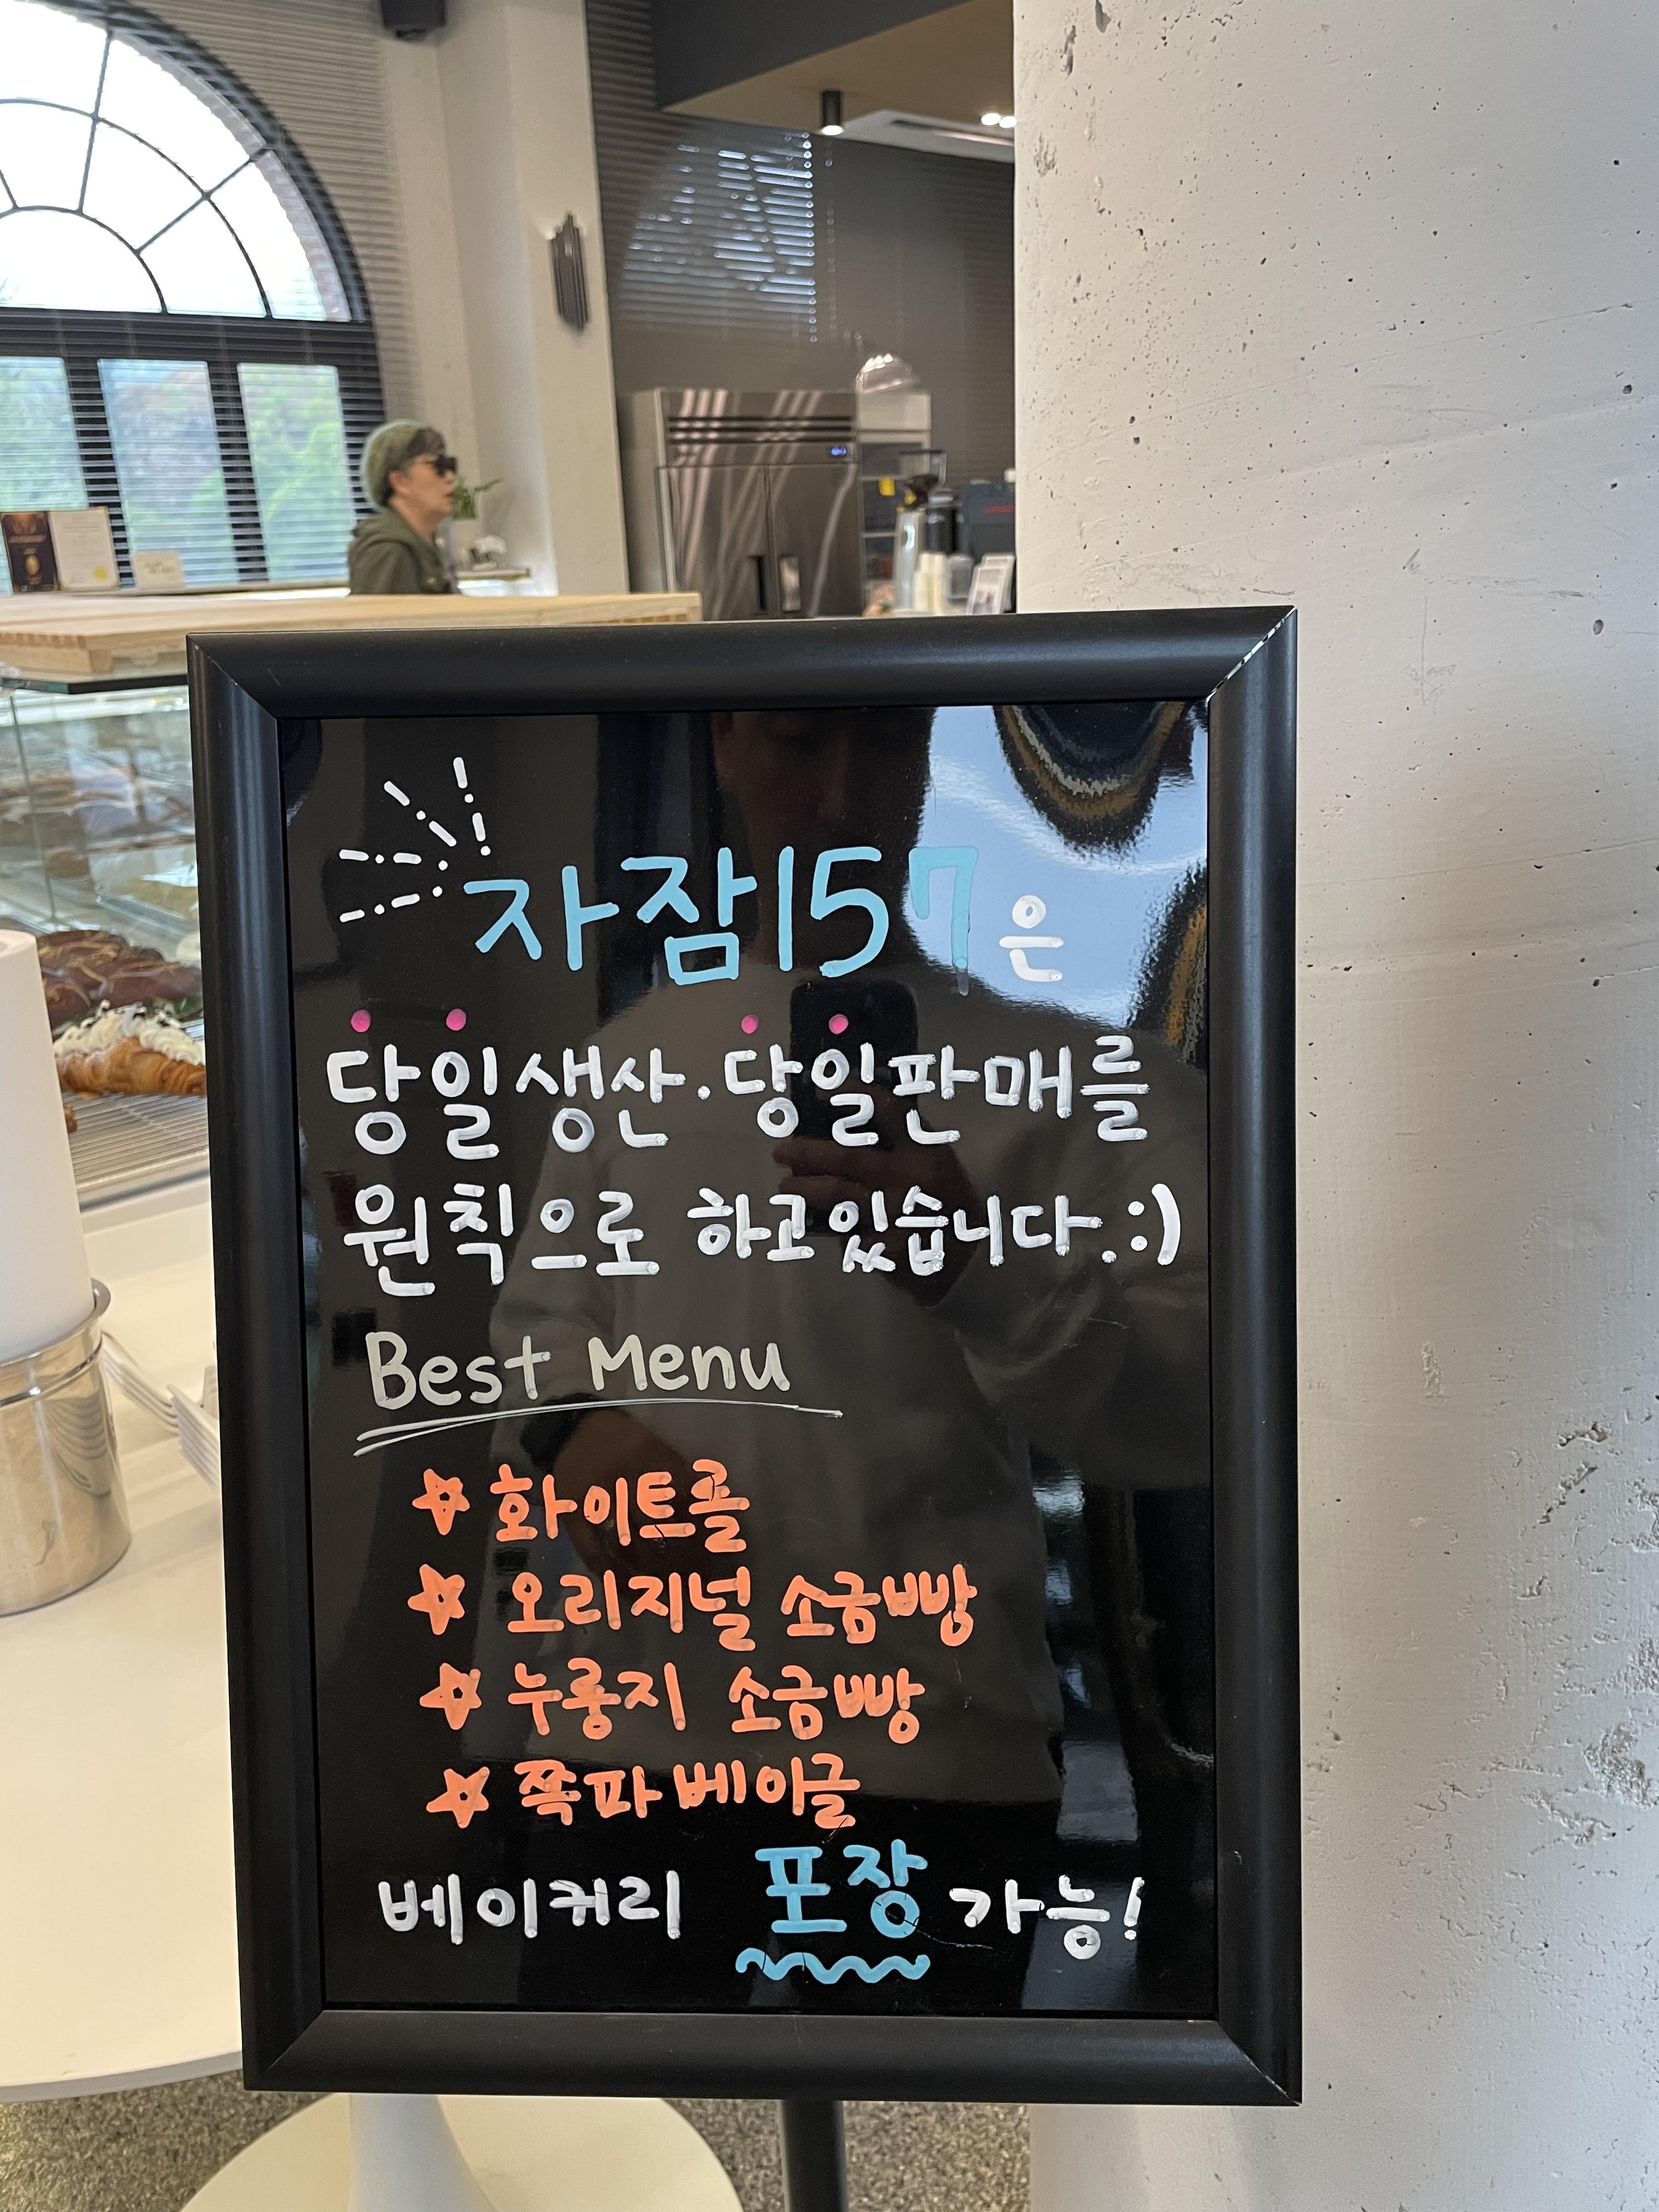 자잠157은
당일생산.당일판매를
원칙으로 하고있습니다.:)
Best Menu
화이트롤
오리지널 소금빵
누룽지 소금빵
쪽파베이글
베이커리 포장 가능!